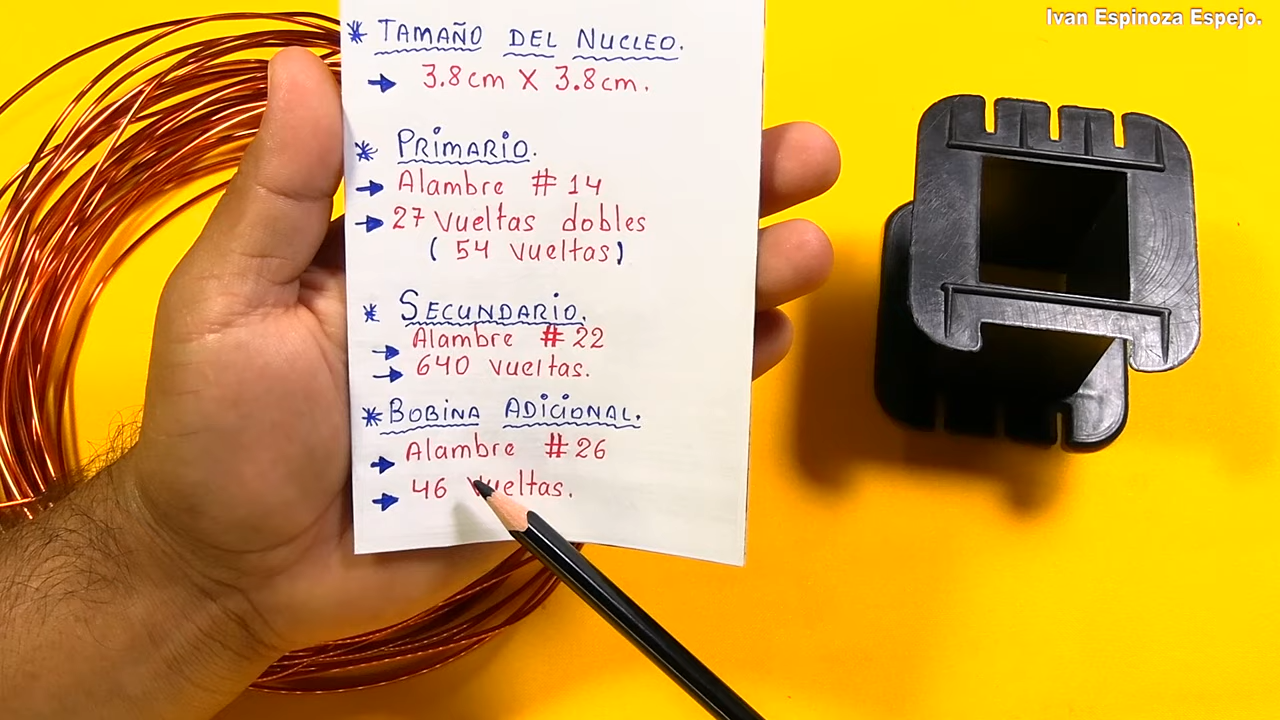 Ivan Espinoza Espejo.
* TAMAÑO DEL NUCLEO.
→ 3.8cm X 3.8cm.
* PRIMARIO.
→ Alambre # 14
→ 27 Vueltas dobles
( 54 vueltas)
* SECUNDARIO.
→ Alambre # 22
→ 640 vueltas.
* BOBINA ADICIONAL.
→ Alambre # 26
→ 46 vueltas.